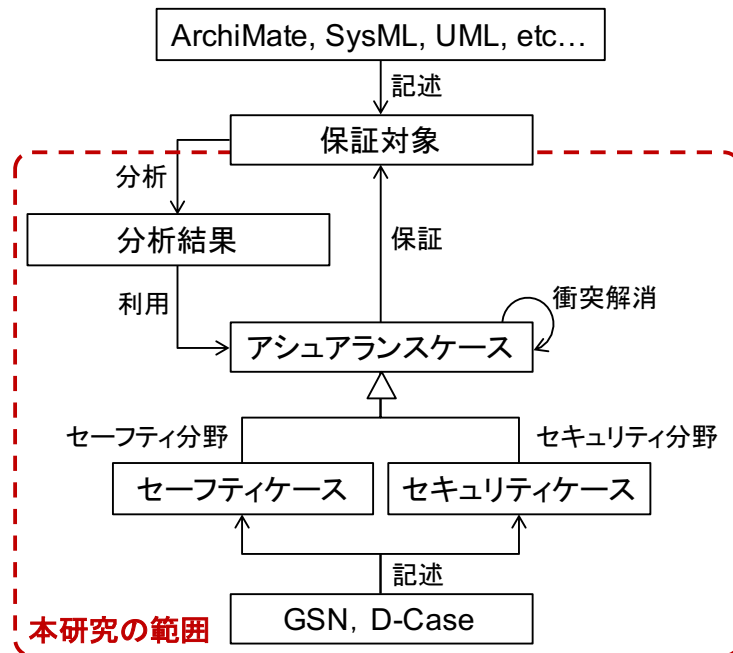 ArchiMate, SysML, UML, etc…
記述
保証対象
分析
分析結果
保証
利用
衝突解消
アシュアランスケース
セーフティ分野
セキュリティ分野
セーフティケース
セキュリティケース
記述
GSN, D-Case
本研究の範囲